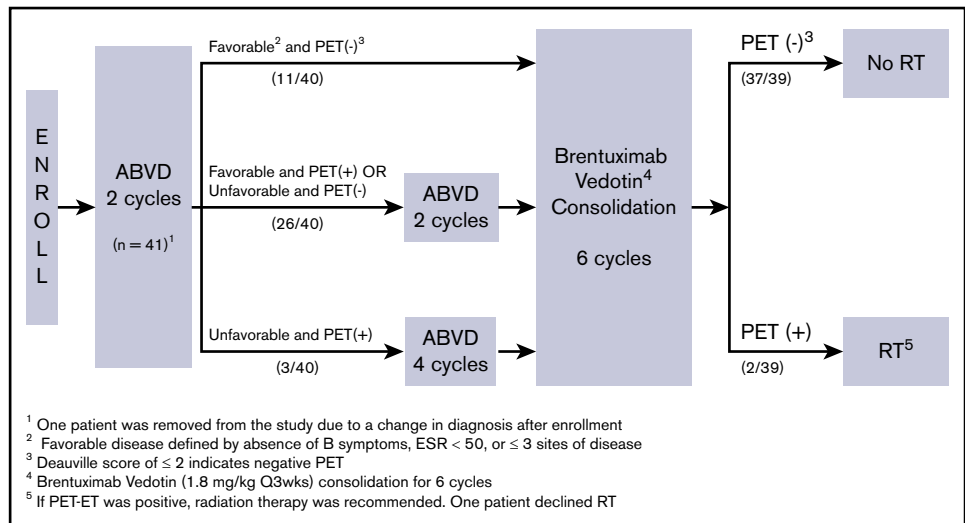 E
N
R
O
L
L
ABVD
2 cycles
(n = 41)¹
Favorable² and PET(-)³
(11/40)
Favorable and PET(+) OR
Unfavorable and PET(-)
(26/40)
ABVD
2 cycles
Unfavorable and PET(+)
(3/40)
ABVD
4 cycles
Brentuximab
Vedotin⁴
Consolidation
6 cycles
PET (-)³
(37/39)
No RT
PET (+)
(2/39)
RT⁵
¹ One patient was removed from the study due to a change in diagnosis after enrollment
² Favorable disease defined by absence of B symptoms, ESR < 50, or ≤ 3 sites of disease
³ Deauville score of ≤ 2 indicates negative PET
⁴ Brentuximab Vedotin (1.8 mg/kg Q3wks) consolidation for 6 cycles
⁵ If PET-ET was positive, radiation therapy was recommended. One patient declined RT